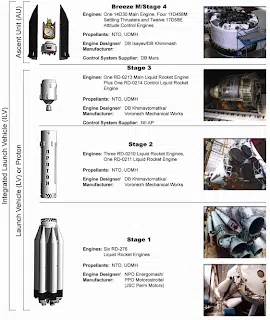 Integrated Launch Vehicle (ILV)
Ascent Unit (AU)
Launch Vehicle (LV) or Proton
Breeze M/Stage 4
Engines: One 14D30 Main Engine, Four 11D458M
Settling Thrusters and Twelve 17D58E
Attitude Control Engines
Propellants: NTO, UDMH
Engine Designer/ DB Isayev/DB Khimmash
Manufacturer:
Control System Supplier: DB Mars
Stage 3
Engines: One RD-0213 Main Liquid Rocket Engine
Plus One RD-0214 Control Liquid Rocket
Engine
Propellants: NTO, UDMH
Engine Designer/ DB Khimavtomatika/
Manufacturer: Voronezh Mechanical Works
Control System Supplier: NII AP
Stage 2
Engines: Three RD-0210 Liquid Rocket Engines,
One RD-0211 Liquid Rocket
Engine
Propellants: NTO, UDMH
Engine Designer/ DB Khimavtomatika/
Manufacturer: Voronezh Mechanical Works
Stage 1
Engines: Six RD-276
Liquid Rocket Engines
Propellants: NTO, UDMH
Engine Designer/ NPO Energomash/
Manufacturer: PPO Motorostroitel
(JSC Perm Motors)